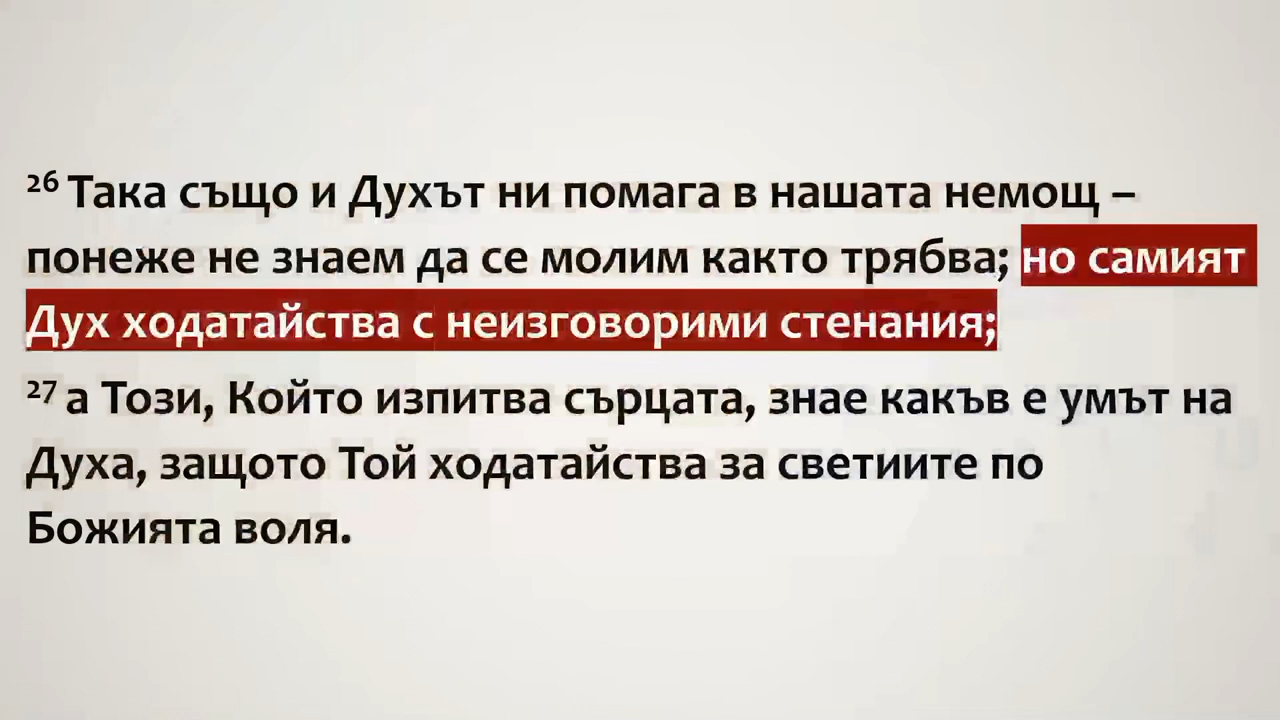 26 Така също и Духът ни помага в нашата немощ –
понеже не знаем да се молим както трябва; но самият
Дух ходатайства с неизговорими стенания;
27 а Този, Който изпитва сърцата, знае какъв е умът на
Духа, защото Той ходатайства за светиите по
Божията воля.